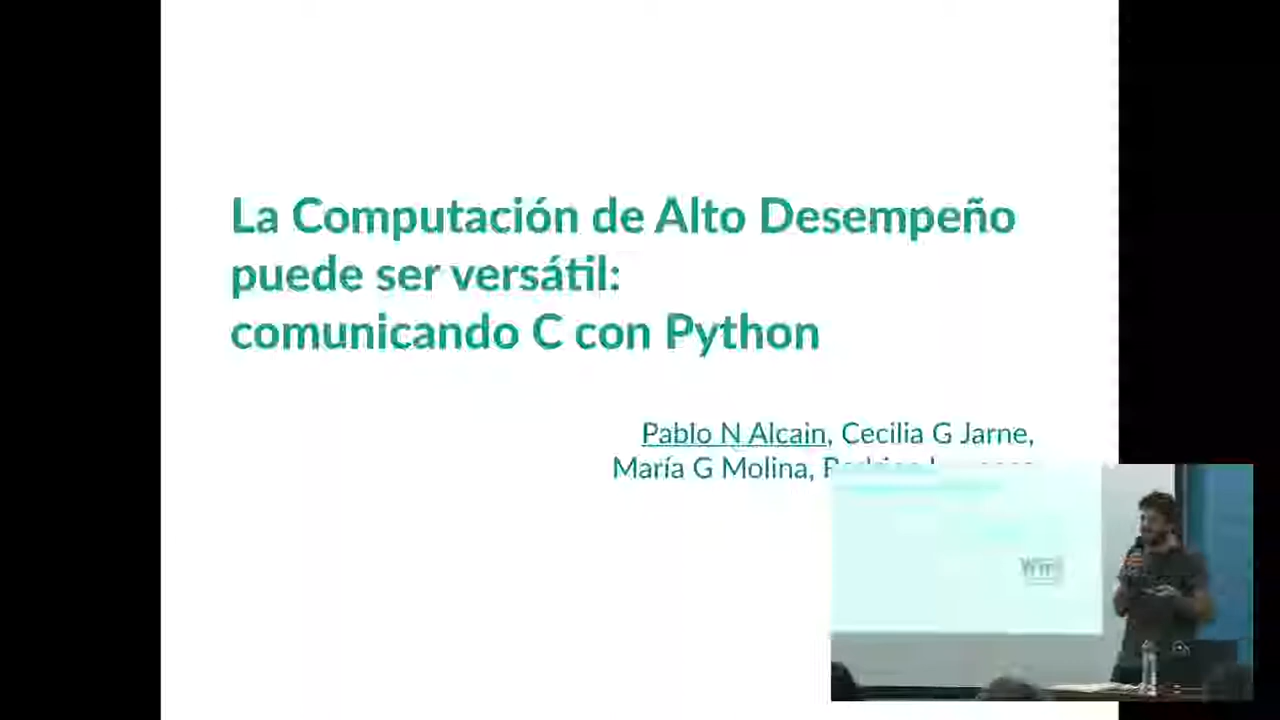 La Computación de Alto Desempeño
puede ser versátil:
comunicando C con Python
Pablo N Alcain, Cecilia G Jarne,
María G Molina,